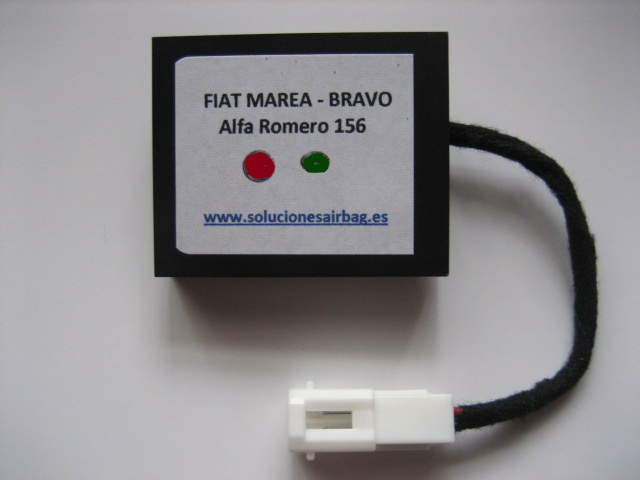 FIAT MAREA - BRAVO
Alfa Romero 156
www.solucionesairbag.es